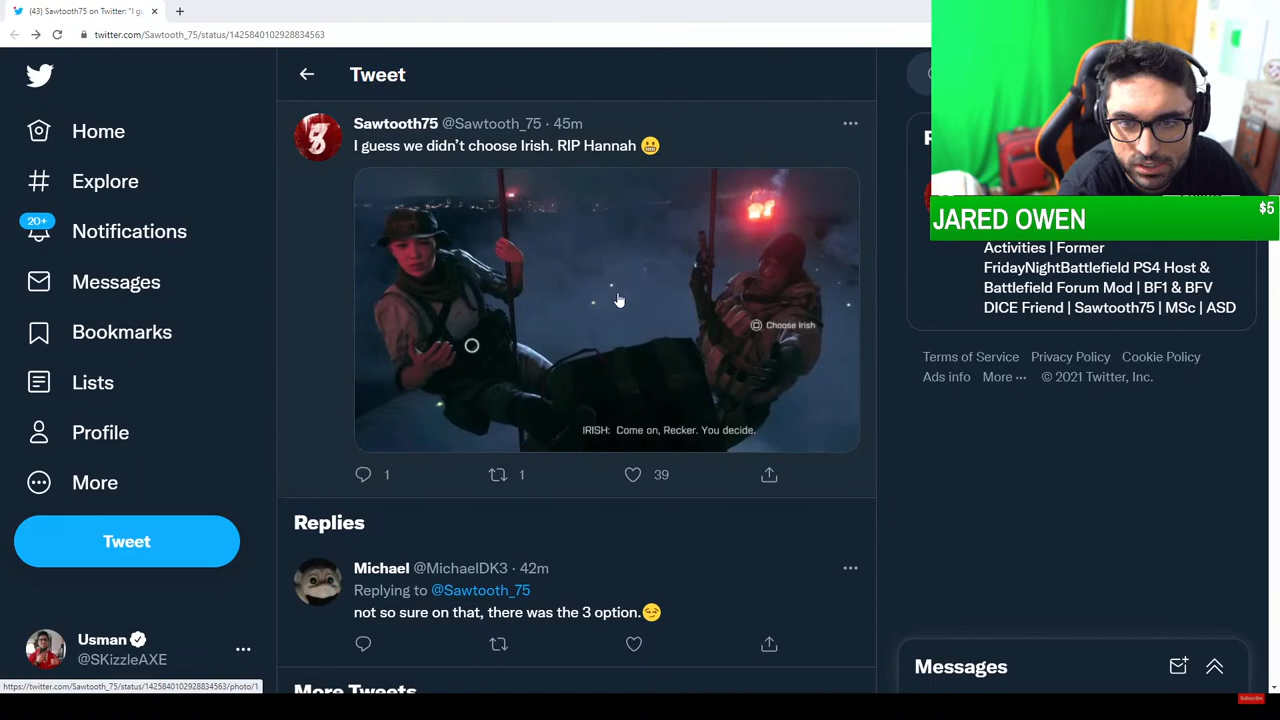 (43) Sawtooth75 on Twitter: "I gu
twitter.com/Sawtooth_75/status/1425840102928834563
Home
Explore
20+
Notifications
Messages
Bookmarks
Lists
Profile
More
Tweet
Usman
@SKizzleAXE
https://twitter.com/Sawtooth_75/status/1425840102928834563/photo/1
Tweet
Sawtooth75 @Sawtooth_75 · 45m
I guess we didn't choose Irish. RIP Hannah 😬
Choose Irish
IRISH: Come on, Recker. You decide.
1 1 39
Replies
Michael @MichaelDK3 · 42m
Replying to @Sawtooth_75
not so sure on that, there was the 3 option.😏
More Tweets
JARED OWEN $5
Activities | Former
FridayNightBattlefield PS4 Host &
Battlefield Forum Mod | BF1 & BFV
DICE Friend | Sawtooth75 | MSc | ASD
Terms of Service Privacy Policy Cookie Policy
Ads info More ··· © 2021 Twitter, Inc.
Messages
Subscribe